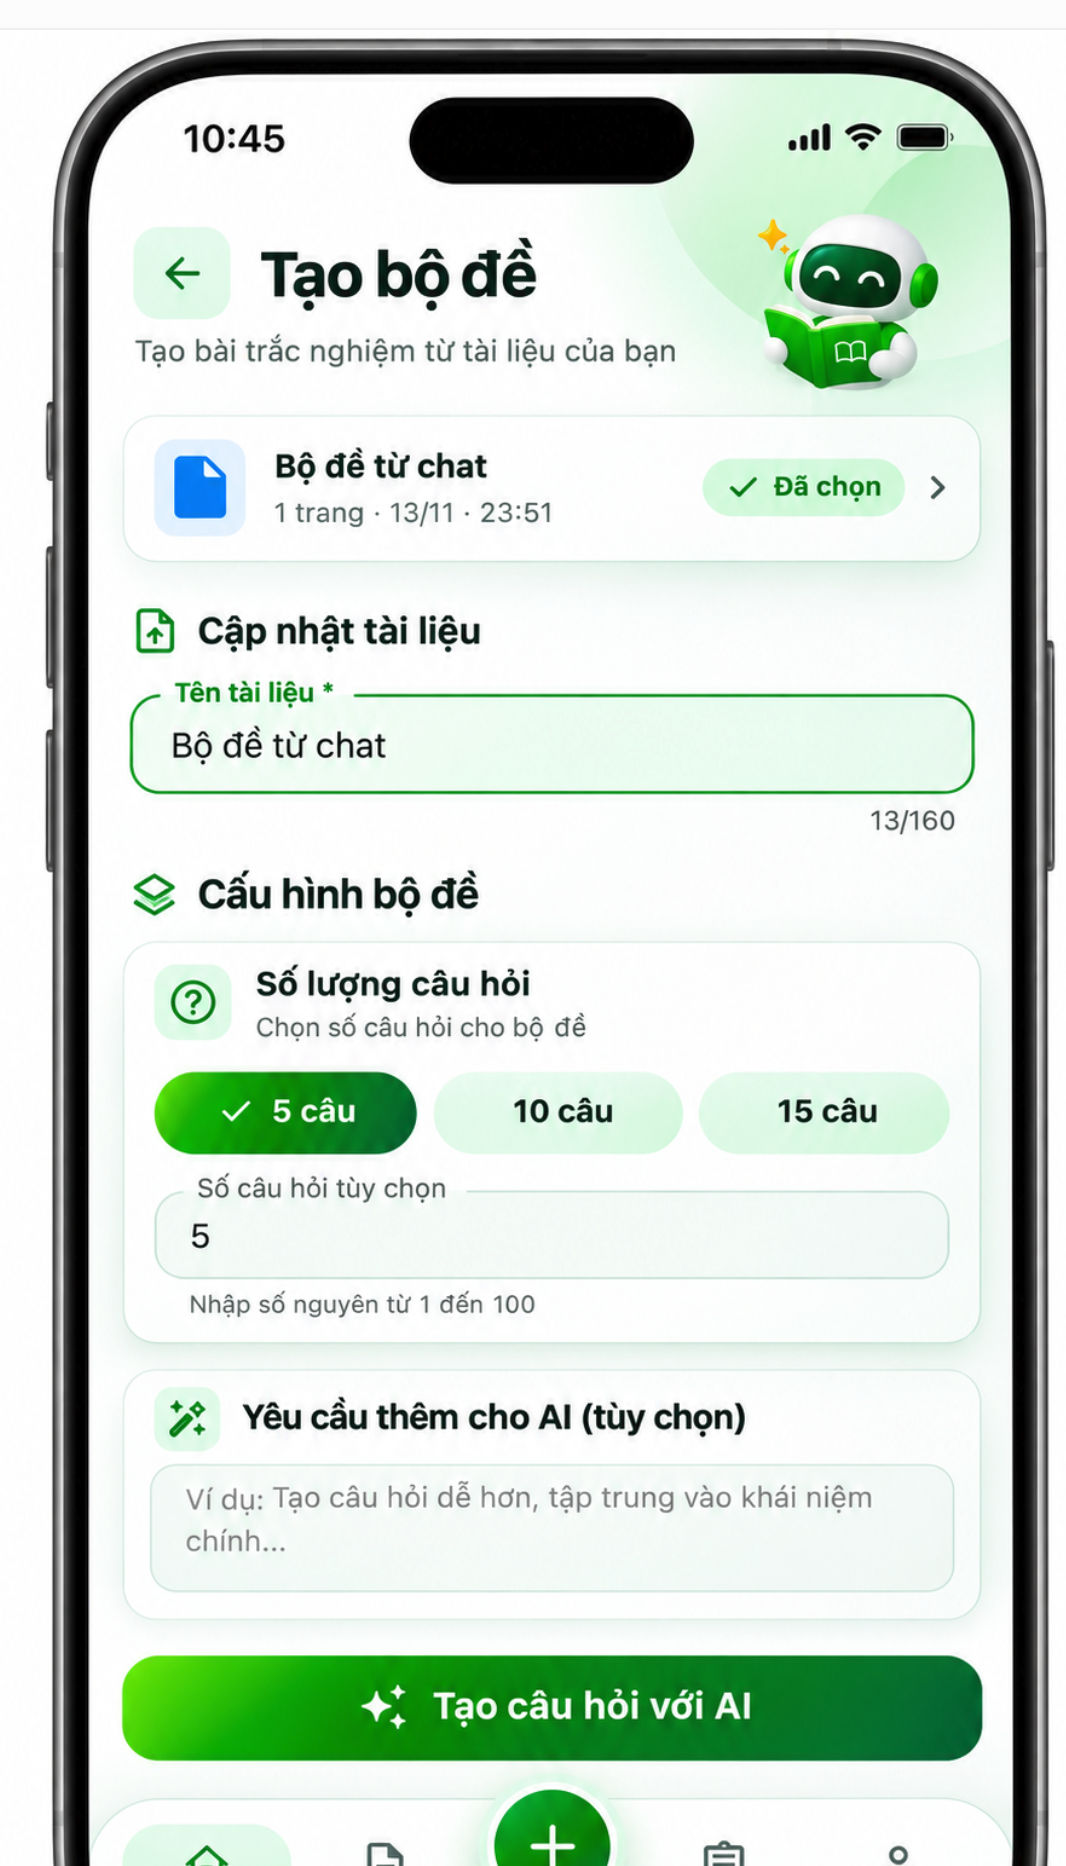 10:45
Tạo bộ đề
Tạo bài trắc nghiệm từ tài liệu của bạn
Bộ đề từ chat
Đã chọn
1 trang · 13/11 · 23:51
Cập nhật tài liệu
Tên tài liệu *
Bộ đề từ chat
13/160
Cấu hình bộ đề
Số lượng câu hỏi
Chọn số câu hỏi cho bộ đề
5 câu
10 câu
15 câu
Số câu hỏi tùy chọn
5
Nhập số nguyên từ 1 đến 100
Yêu cầu thêm cho AI (tùy chọn)
Ví dụ: Tạo câu hỏi dễ hơn, tập trung vào khái niệm
chính...
Tạo câu hỏi với AI